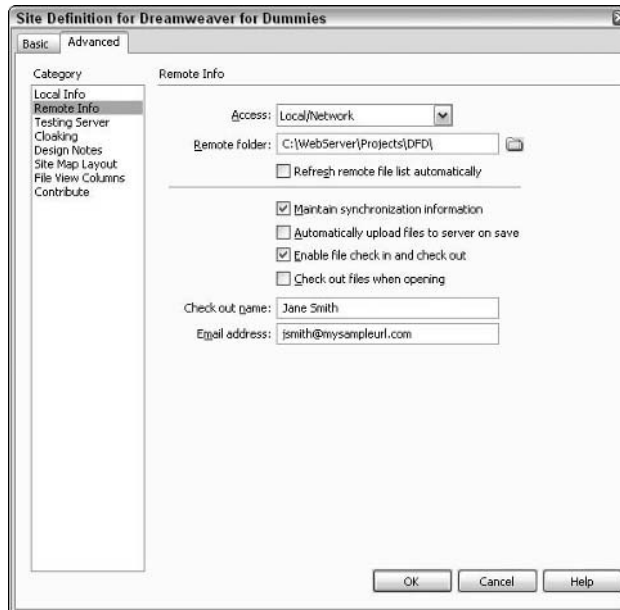 Site Definition for Dreamweaver for Dummies
Basic
Advanced
Category
Local Info
Remote Info
Testing Server
Cloaking
Design Notes
Site Map Layout
File View Columns
Contribute
Remote Info
Access: Local/Network
Remote folder: C:\WebServer\Projects\DFD\
Refresh remote file list automatically
Maintain synchronization information
Automatically upload files to server on save
Enable file check in and check out
Check out files when opening
Check out name: Jane Smith
Email address: jsmith@mysampleurl.com
OK
Cancel
Help